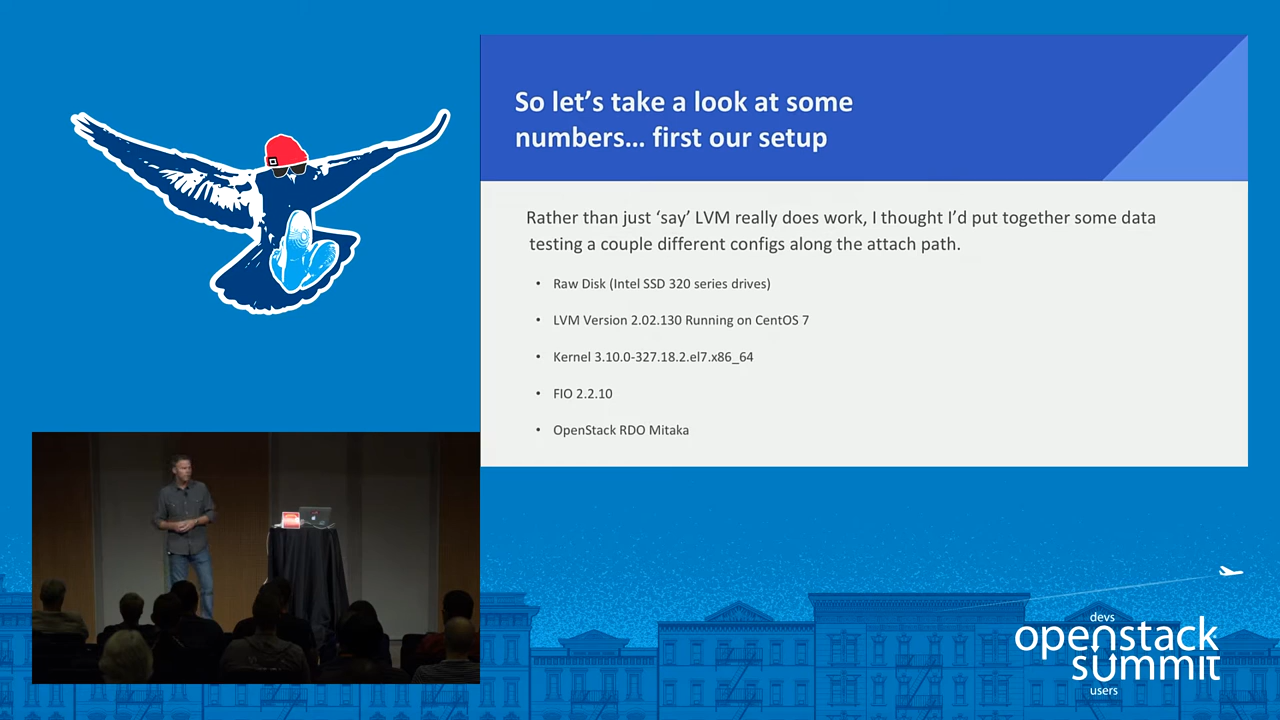 So let’s take a look at some
numbers... first our setup
Rather than just ‘say’ LVM really does work, I thought I’d put together some data
testing a couple different configs along the attach path.
• Raw Disk (Intel SSD 320 series drives)
• LVM Version 2.02.130 Running on CentOS 7
• Kernel 3.10.0-327.18.2.el7.x86_64
• FIO 2.2.10
• OpenStack RDO Mitaka
devs
openstack
summit
users